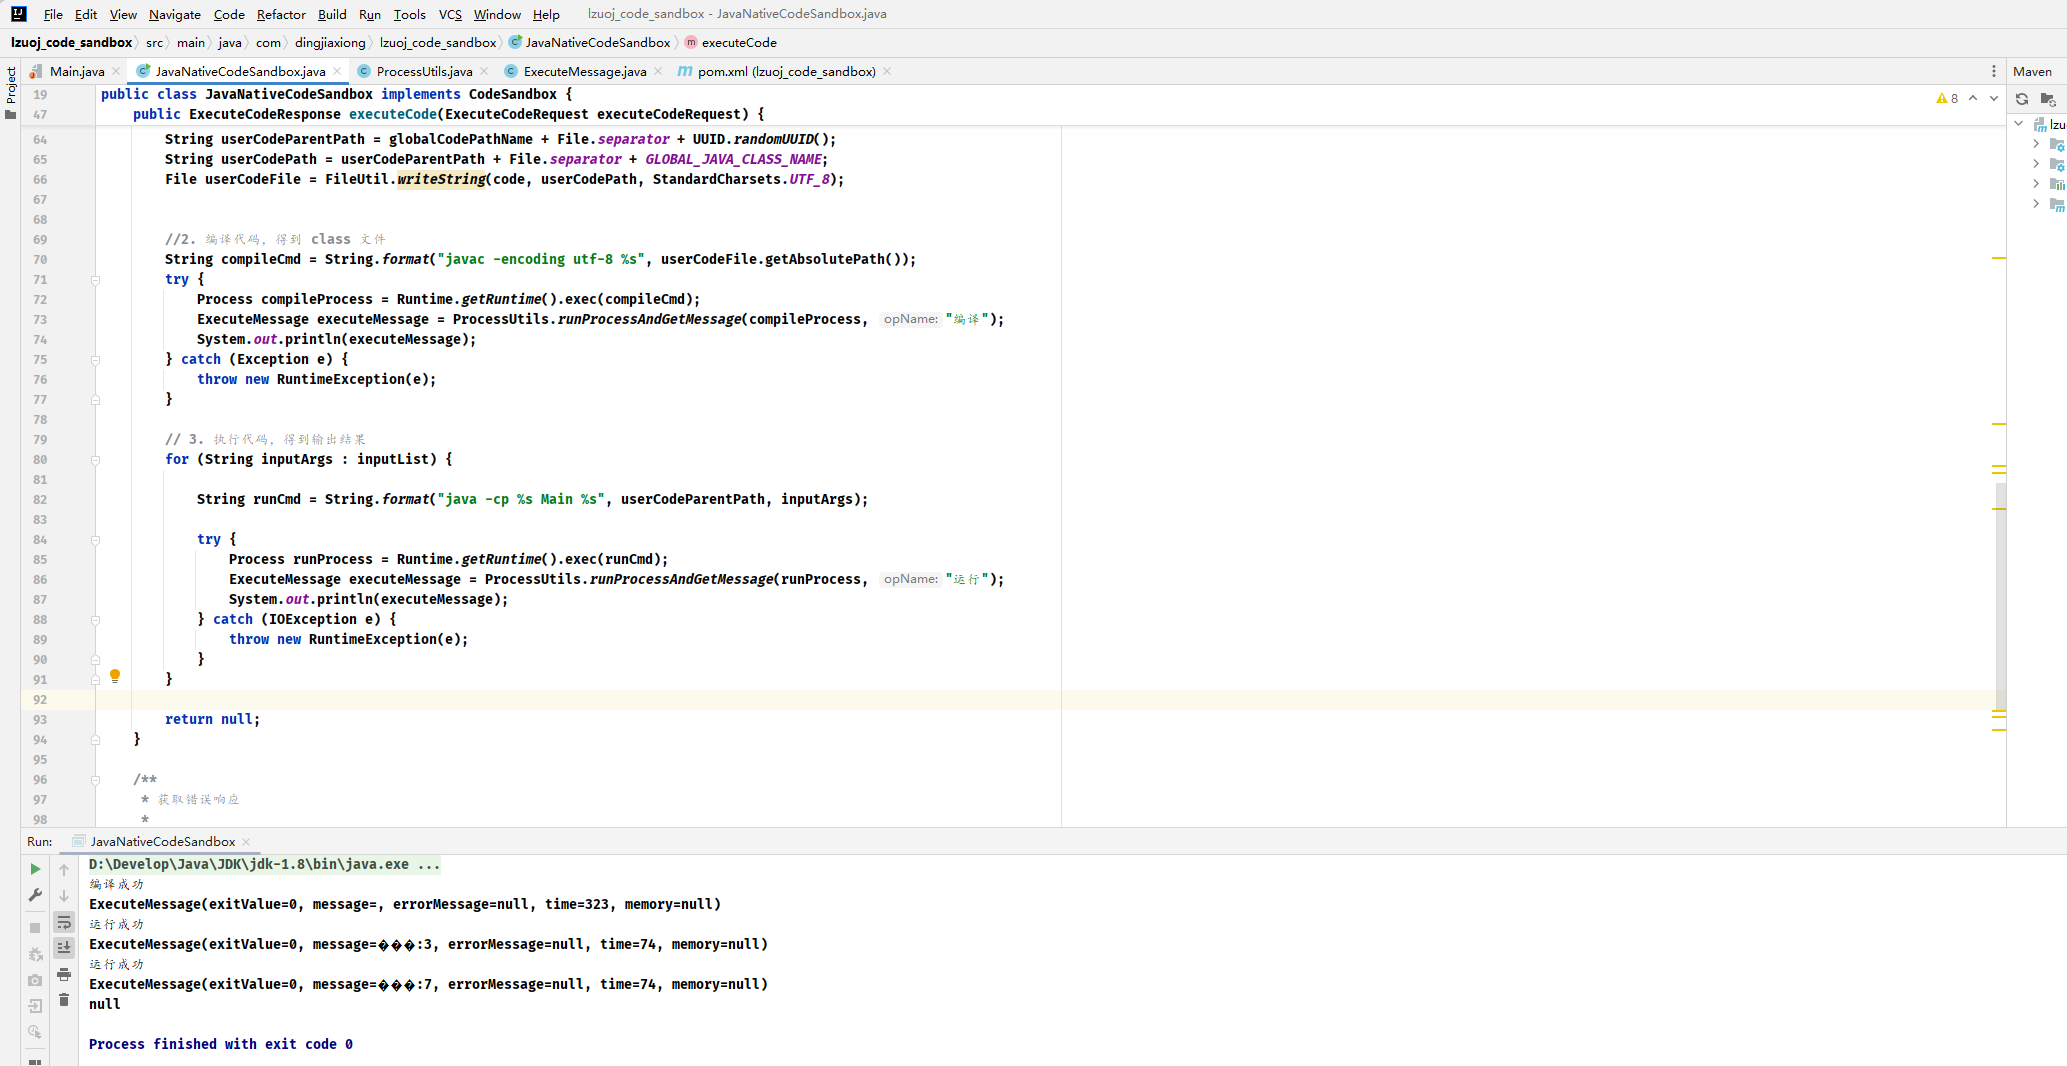 File Edit View Navigate Code Refactor Build Run Tools VCS Window Help lzuoj_code_sandbox - JavaNativeCodeSandbox.java
lzuoj_code_sandbox src main java com dingjiaxiong lzuoj_code_sandbox JavaNativeCodeSandbox executeCode
Main.java JavaNativeCodeSandbox.java ProcessUtils.java ExecuteMessage.java pom.xml (lzuoj_code_sandbox) Maven
Project
19 public class JavaNativeCodeSandbox implements CodeSandbox { 8
47 public ExecuteCodeResponse executeCode(ExecuteCodeRequest executeCodeRequest) {
lzu
64 String userCodeParentPath = globalCodePathName + File.separator + UUID.randomUUID();
65 String userCodePath = userCodeParentPath + File.separator + GLOBAL_JAVA_CLASS_NAME;
66 File userCodeFile = FileUtil.writeString(code, userCodePath, StandardCharsets.UTF_8);
67
68
69 //2. 编译代码, 得到 class 文件
70 String compileCmd = String.format("javac -encoding utf-8 %s", userCodeFile.getAbsolutePath());
71 try {
72 Process compileProcess = Runtime.getRuntime().exec(compileCmd);
73 ExecuteMessage executeMessage = ProcessUtils.runProcessAndGetMessage(compileProcess, opName: "编译");
74 System.out.println(executeMessage);
75 } catch (Exception e) {
76 throw new RuntimeException(e);
77 }
78
79 // 3. 执行代码, 得到输出结果
80 for (String inputArgs : inputList) {
81
82 String runCmd = String.format("java -cp %s Main %s", userCodeParentPath, inputArgs);
83
84 try {
85 Process runProcess = Runtime.getRuntime().exec(runCmd);
86 ExecuteMessage executeMessage = ProcessUtils.runProcessAndGetMessage(runProcess, opName: "运行");
87 System.out.println(executeMessage);
88 } catch (IOException e) {
89 throw new RuntimeException(e);
90 }
91 }
92
93 return null;
94 }
95
96 /**
97 * 获取错误响应
98 *
Run: JavaNativeCodeSandbox
D:\Develop\Java\JDK\jdk-1.8\bin\java.exe ...
编译成功
ExecuteMessage(exitValue=0, message=, errorMessage=null, time=323, memory=null)
运行成功
ExecuteMessage(exitValue=0, message=���:3, errorMessage=null, time=74, memory=null)
运行成功
ExecuteMessage(exitValue=0, message=���:7, errorMessage=null, time=74, memory=null)
null
Process finished with exit code 0